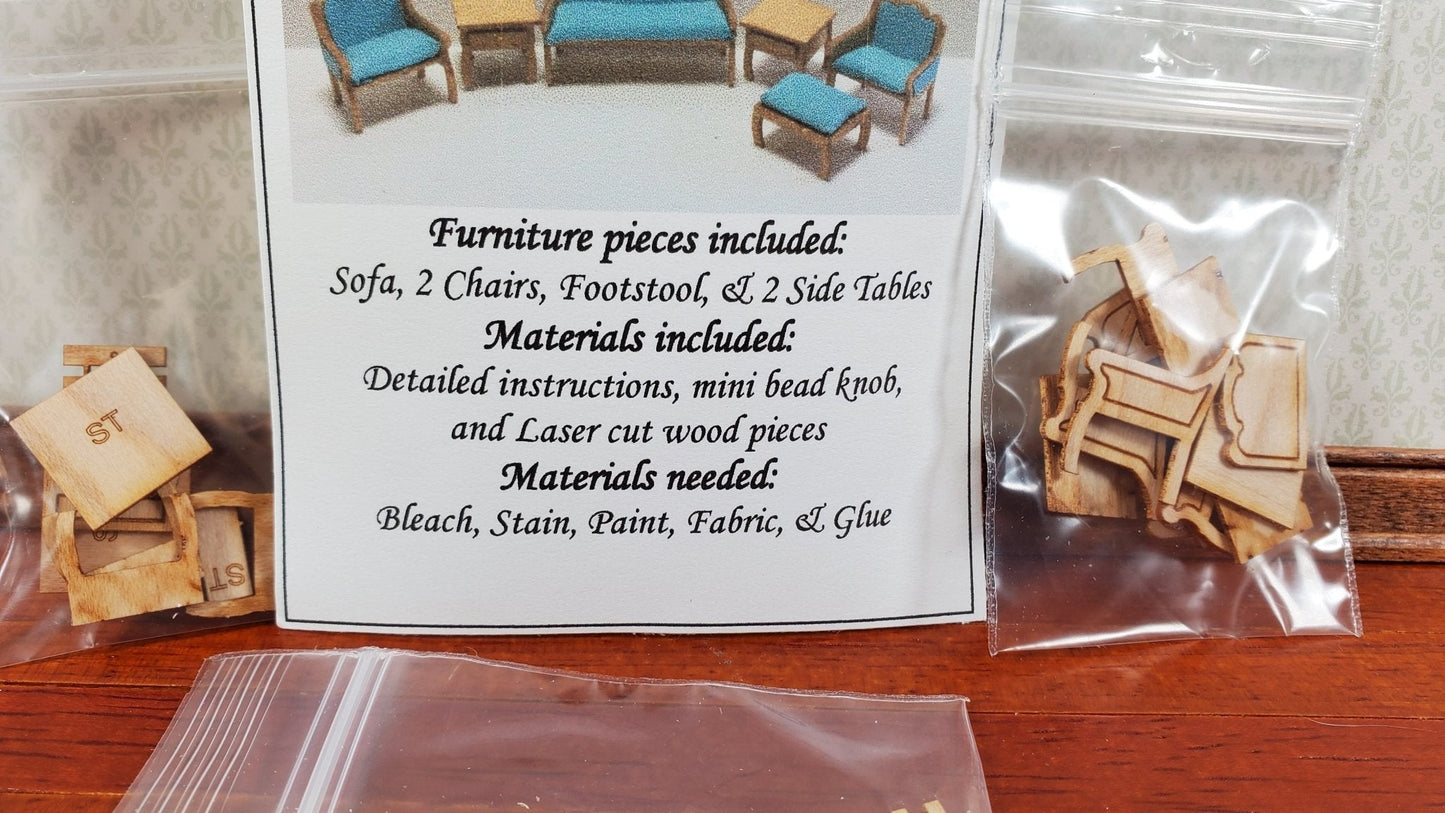 Furniture pieces included:
Sofa, 2 Chairs, Footstool, & 2 Side Tables
Materials included:
Detailed instructions, mini bead knob,
and Laser cut wood pieces
Materials needed:
Bleach, Stain, Paint, Fabric, & Glue
ST
S
ST